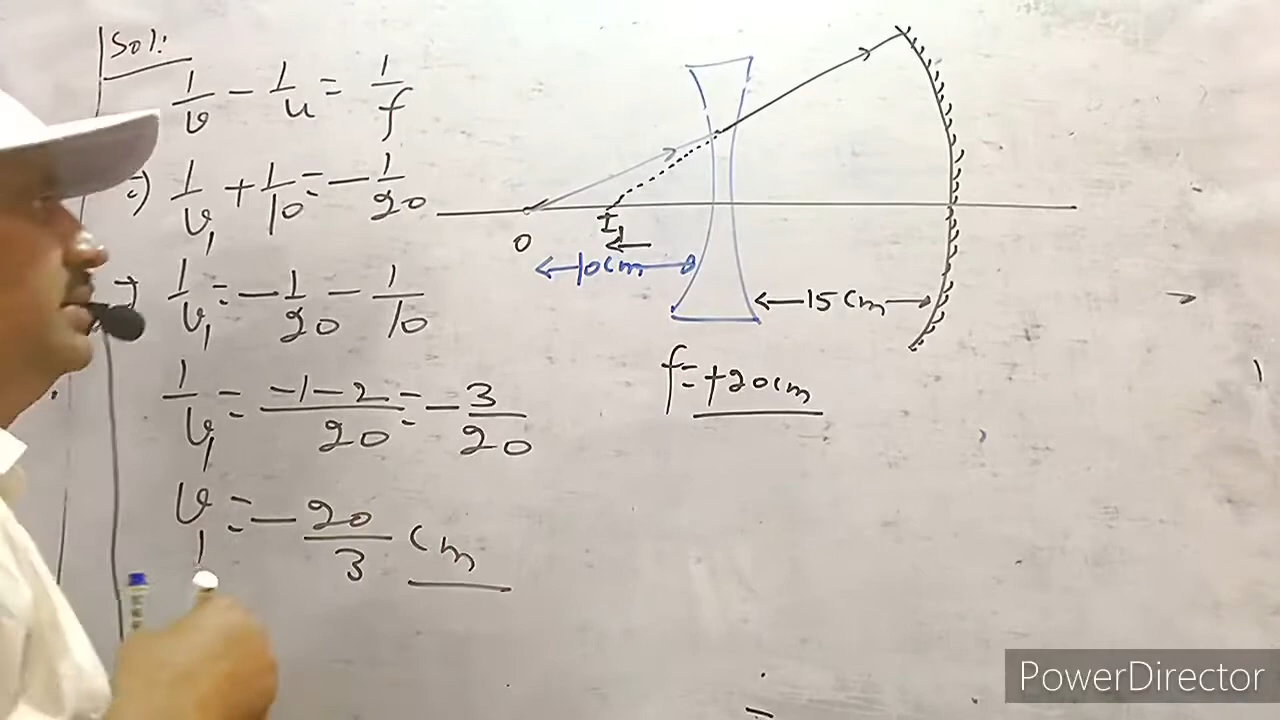 Sol:
1/v - 1/u = 1/f
1/v₁ + 1/10 = - 1/20
1/v₁ = - 1/20 - 1/10
1/v₁ = -1-2/20 = - 3/20
v₁ = - 20/3 cm
O
I₁
10cm
15cm
f = +20cm
PowerDirector